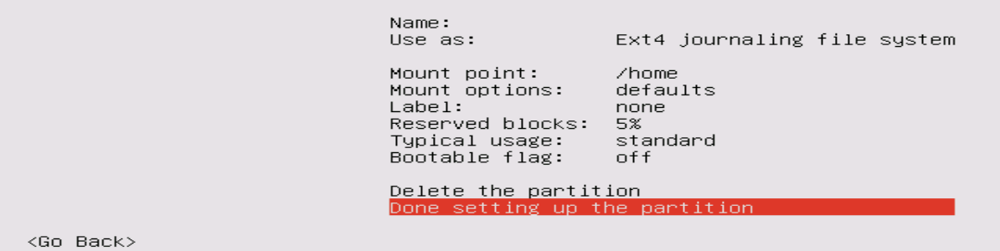 Name:
Use as: Ext4 journaling file system
Mount point: /home
Mount options: defaults
Label: none
Reserved blocks: 5%
Typical usage: standard
Bootable flag: off
Delete the partition
Done setting up the partition
<Go Back>